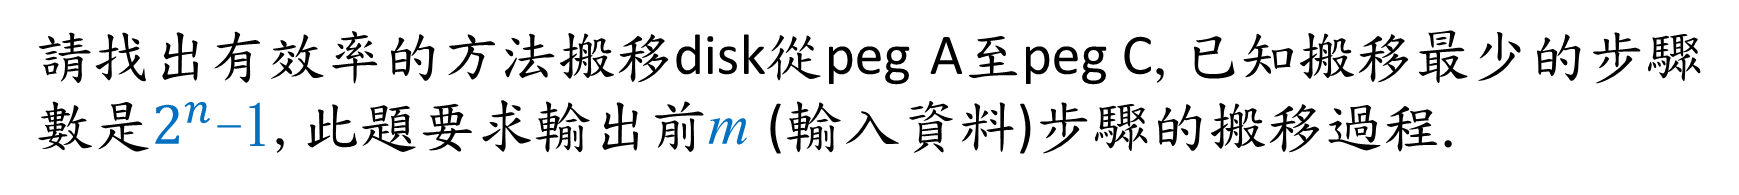 請找出有效率的方法搬移disk從peg A至peg C, 已知搬移最少的步驟
數是2ⁿ−1, 此題要求輸出前m (輸入資料)步驟的搬移過程.